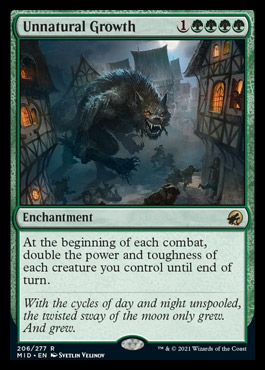 Unnatural Growth 1
Enchantment
At the beginning of each combat,
double the power and toughness of
each creature you control until end of
turn.
With the cycles of day and night unspooled,
the twisted sway of the moon only grew.
And grew.
206/277 R
MID • EN SVETLIN VELINOV
™ & © 2021 Wizards of the Coast